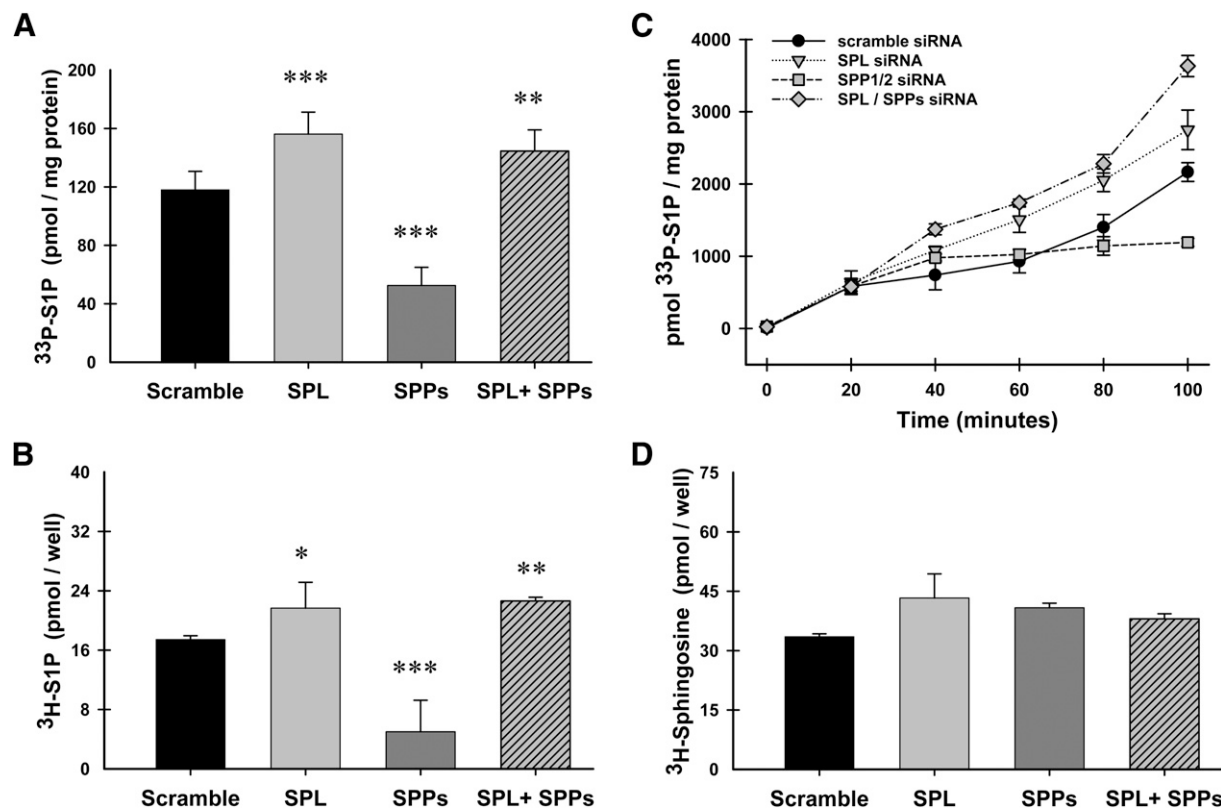 A
³³P-S1P (pmol / mg protein)
200
160
120
80
40
0
***
***
**
Scramble SPL SPPs SPL+ SPPs
C
pmol ³³P-S1P / mg protein
4000
3000
2000
1000
0
scramble siRNA
SPL siRNA
SPP1/2 siRNA
SPL / SPPs siRNA
0 20 40 60 80 100
Time (minutes)
B
³H-S1P (pmol / well)
40
32
24
16
8
0
*
***
**
Scramble SPL SPPs SPL+ SPPs
D
³H-Sphingosine (pmol / well)
75
60
45
30
15
0
Scramble SPL SPPs SPL+ SPPs